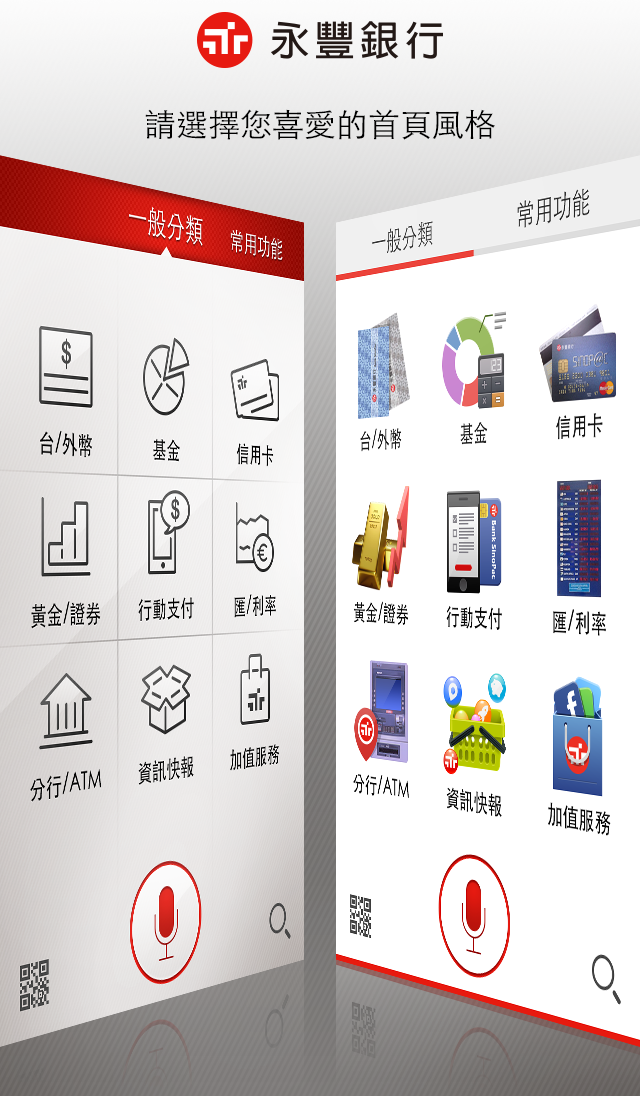 永豐銀行
請選擇您喜愛的首頁風格
一般分類 常用功能
台/外幣 基金 信用卡
黃金/證券 行動支付 匯/利率
分行/ATM 資訊快報 加值服務
一般分類 常用功能
台/外幣 基金 信用卡
黃金/證券 行動支付 匯/利率
Bank SinoPac
分行/ATM 資訊快報 加值服務